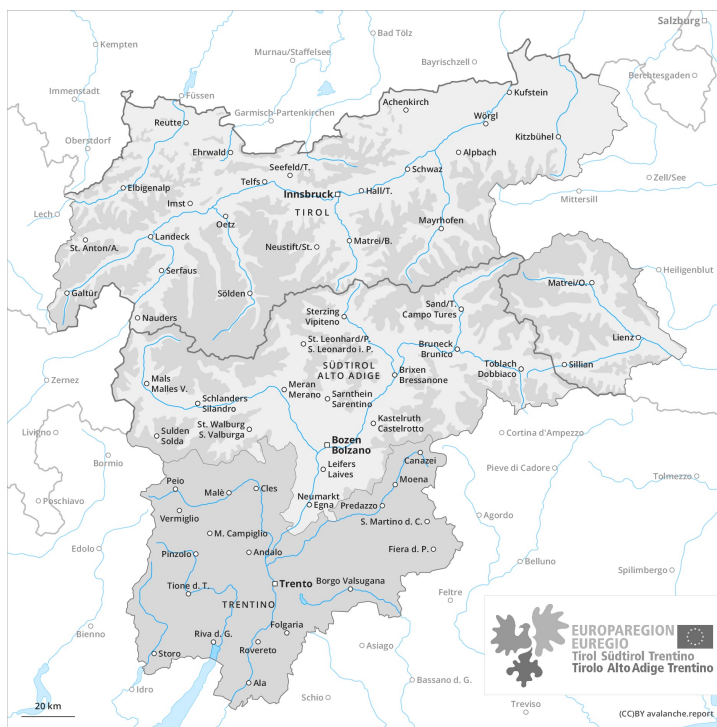 Salzburg
Kempten
Bad Tölz
Murnau/Staffelsee
Bayrischzell
Berchtesgaden
Immenstadt
Füssen
Kufstein
Achenkirch
Garmisch-Partenkirchen
Wörgl
Reutte
Kitzbühel
Oberstdorf
Ehrwald
Alpbach
Seefeld/T.
Schwaz
Telfs
Zell/See
Elbigenalp
Innsbruck
Hall/T.
Mittersill
Imst
TIROL
Lech
Oetz
Mayrhofen
St. Anton/A.
Landeck
Neustift/St.
Matrei/B.
Serfaus
Heiligenblut
Matrei/O.
Galtür
Sölden
Sand/T.
Campo Tures
Nauders
Sterzing
Vipiteno
Lienz
St. Leonhard/P.
S. Leonardo i. P.
Bruneck
Brunico
Toblach
Dobbiaco
Sillian
SÜDTIROL
ALTO ADIGE
Brixen
Bressanone
Zernez
Mals
Malles V.
Meran
Merano
Schlanders
Silandro
Sarnthein
Sarentino
St. Walburg
S. Valburga
Kastelruth
Castelrotto
Livigno
Sulden
Solda
Cortina d'Ampezzo
Bozen
Bolzano
Bormio
Canazei
Leifers
Laives
Pieve di Cadore
Tolmezzo
Peio
Malè
Cles
Moena
Poschiavo
Neumarkt
Egna
Predazzo
Vermiglio
Agordo
S. Martino d. C.
M. Campiglio
Edolo
Pinzolo
Andalo
Fiera d. P.
Belluno
Spilimbergo
Trento
Borgo Valsugana
Tione d. T.
Feltre
TRENTINO
Folgaria
Bienno
Riva d. G.
Rovereto
Asiago
Storo
Ala
Bassano d. G.
Idro
Schio
Treviso
EUROPAREGION
EUREGIO
Tirol Südtirol Trentino
Tirolo Alto Adige Trentino
20 km
(CC)BY avalanche.report